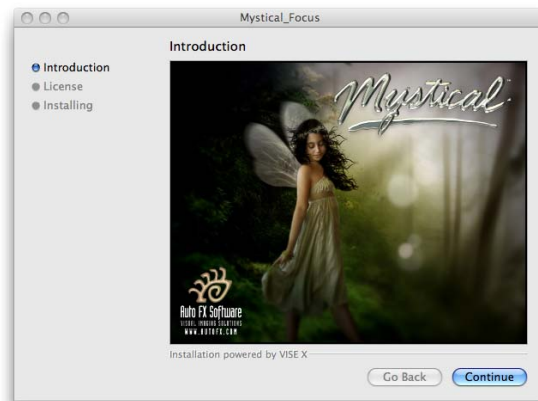 Mystical_Focus
Introduction
Introduction
License
Installing
Mystical
Auto FX Software
VISUAL IMAGING SOLUTIONS
WWW.AUTOFX.COM
Installation powered by VISE X
Go Back
Continue